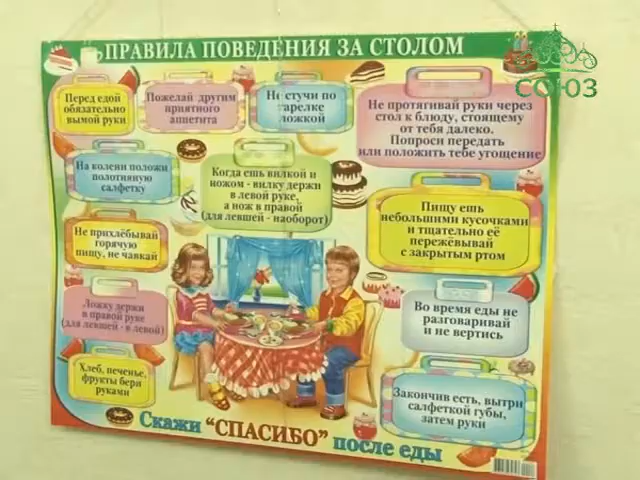 ПРАВИЛА ПОВЕДЕНИЯ ЗА СТОЛОМ
СОЮЗ
Перед едой
обязательно
вымой руки
Пожелай другим
приятного
аппетита
Не стучи по
тарелке
ложкой
Не протягивай руки через
стол к блюду, стоящему
от тебя далеко.
Попроси передать
или положить тебе угощение
На колени положи
полотняную
салфетку
Когда ешь вилкой и
ножом - вилку держи
в левой руке,
а нож в правой
(для левшей - наоборот)
Пищу ешь
небольшими кусочками
и тщательно её
пережёвывай
с закрытым ртом
Не прихлёбывай
горячую
пищу, не чавкай
Ложку держи
в правой руке
(для левшей - в левой)
Во время еды не
разговаривай
и не вертись
Хлеб, печенье,
фрукты бери
руками
Закончив есть, вытри
салфеткой губы,
затем руки
Скажи "СПАСИБО" после еды